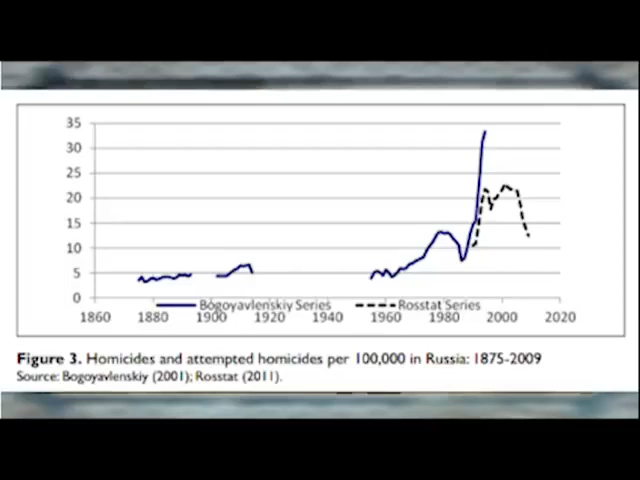 35
30
25
20
15
10
5
0
Bogoyavlenskiy Series Rosstat Series
1860 1880 1900 1920 1940 1960 1980 2000 2020
Figure 3. Homicides and attempted homicides per 100,000 in Russia: 1875-2009
Source: Bogoyavlenskiy (2001); Rosstat (2011).